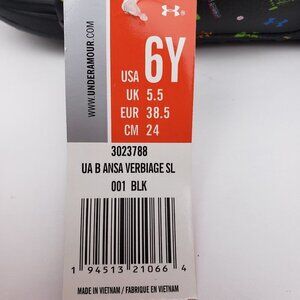 WWW.UNDERARMOUR.COM
USA 6Y
UK 5.5
EUR 38.5
CM 24
3023788
UA B ANSA VERBIAGE SL
001 BLK
MADE IN VIETNAM / FABRIQUÉ EN VIETNAM
1 94513 21066 4